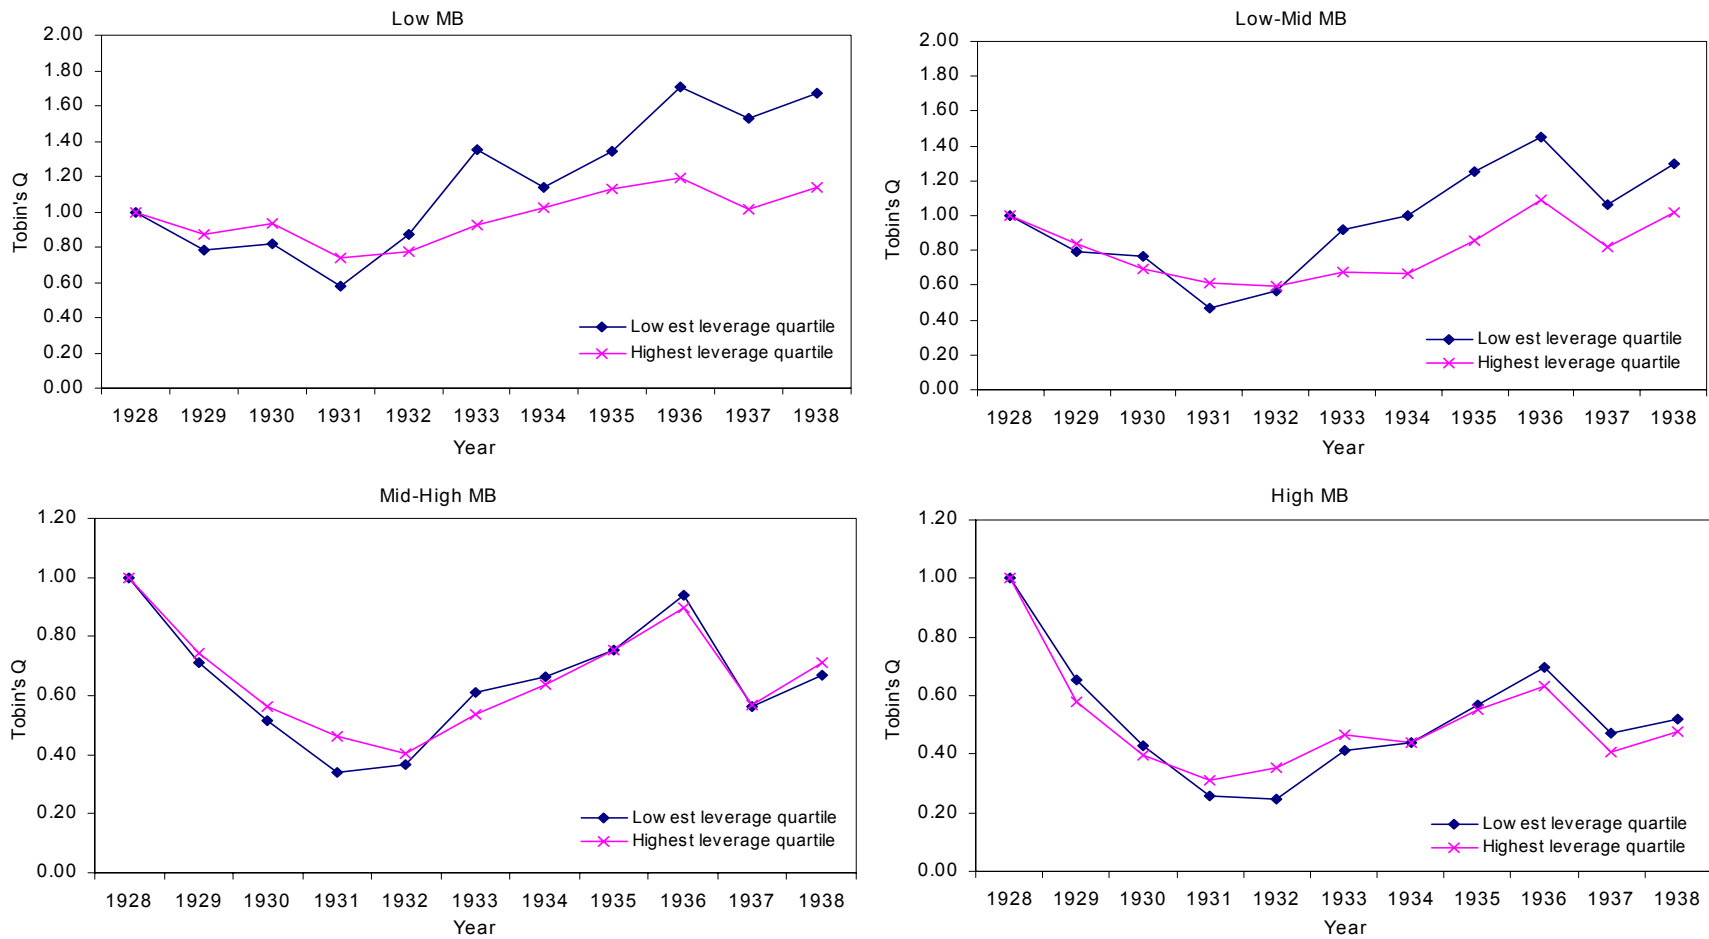 Low MB
2.00
1.80
1.60
1.40
1.20
1.00
0.80
0.60
0.40
0.20
0.00
Tobin's Q
Low est leverage quartile
Highest leverage quartile
1928 1929 1930 1931 1932 1933 1934 1935 1936 1937 1938
Year
Low-Mid MB
2.00
1.80
1.60
1.40
1.20
1.00
0.80
0.60
0.40
0.20
0.00
Tobin's Q
Low est leverage quartile
Highest leverage quartile
1928 1929 1930 1931 1932 1933 1934 1935 1936 1937 1938
Year
Mid-High MB
1.20
1.00
0.80
0.60
0.40
0.20
0.00
Tobin's Q
Low est leverage quartile
Highest leverage quartile
1928 1929 1930 1931 1932 1933 1934 1935 1936 1937 1938
Year
High MB
1.20
1.00
0.80
0.60
0.40
0.20
0.00
Tobin's Q
Low est leverage quartile
Highest leverage quartile
1928 1929 1930 1931 1932 1933 1934 1935 1936 1937 1938
Year